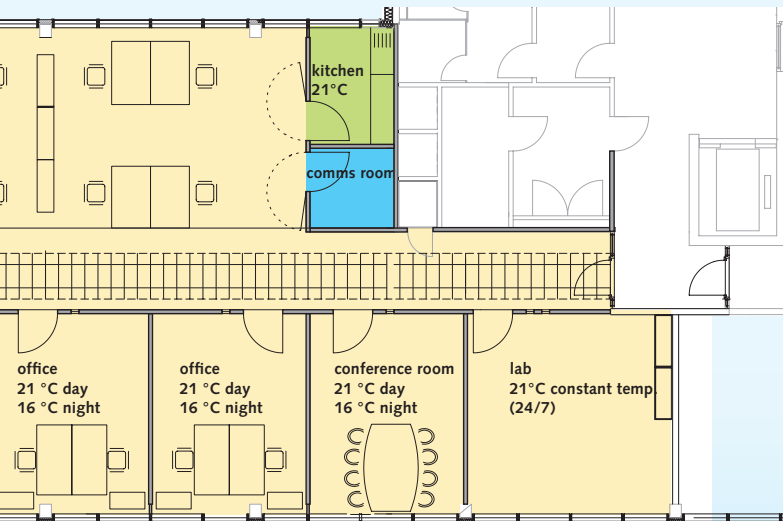 kitchen
21°C
comms room
office
21 °C day
16 °C night
office
21 °C day
16 °C night
conference room
21 °C day
16 °C night
lab
21°C constant temp.
(24/7)